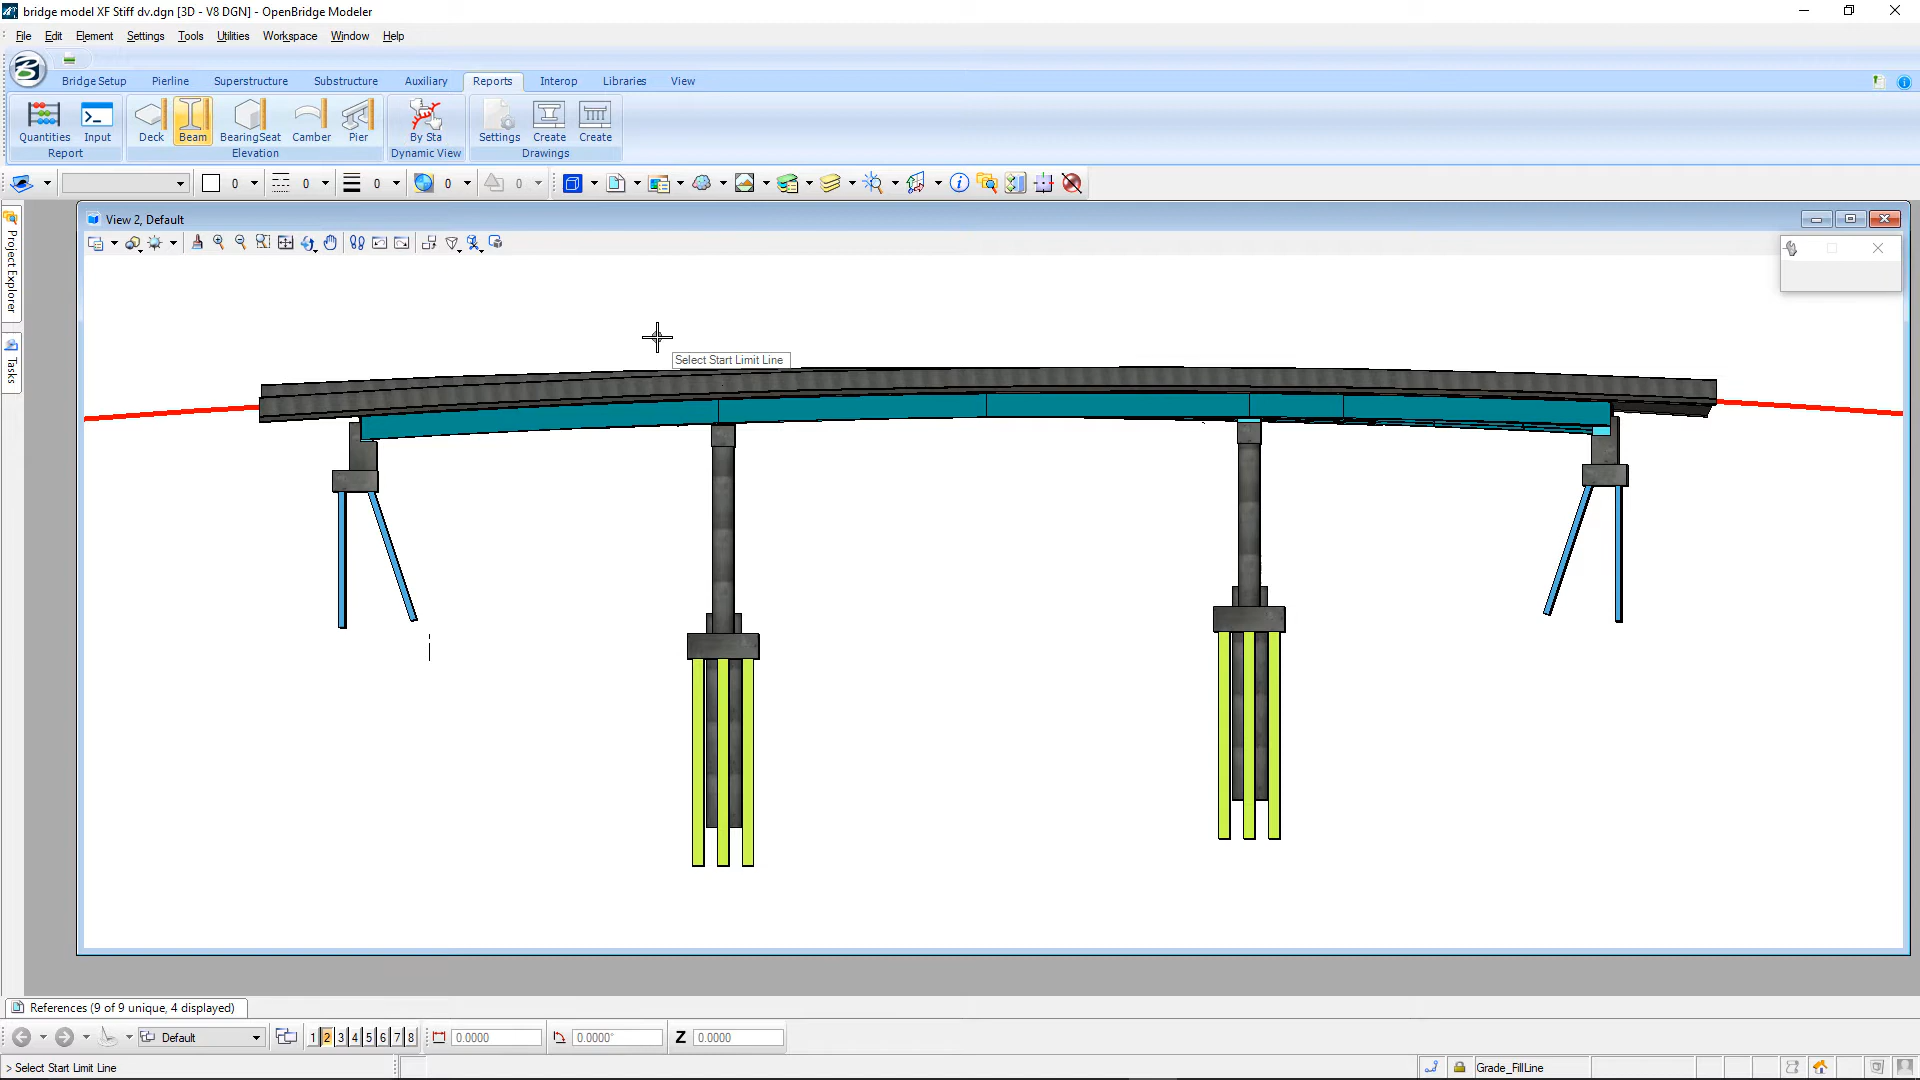 bridge model XF Stiff dv.dgn [3D - V8 DGN] - OpenBridge Modeler
File Edit Element Settings Tools Utilities Workspace Window Help
Bridge Setup Pierline Superstructure Substructure Auxiliary Reports Interop Libraries View
Quantities Input Deck Beam BearingSeat Camber Pier By Sta Settings Create Create
Report Elevation Dynamic View Drawings
0 0 0 0 0
View 2, Default
Project Explorer
Tasks
Select Start Limit Line
References (9 of 9 unique, 4 displayed)
Default 1 2 3 4 5 6 7 8 0.0000 0.0000° Z 0.0000
> Select Start Limit Line Grade_FillLine